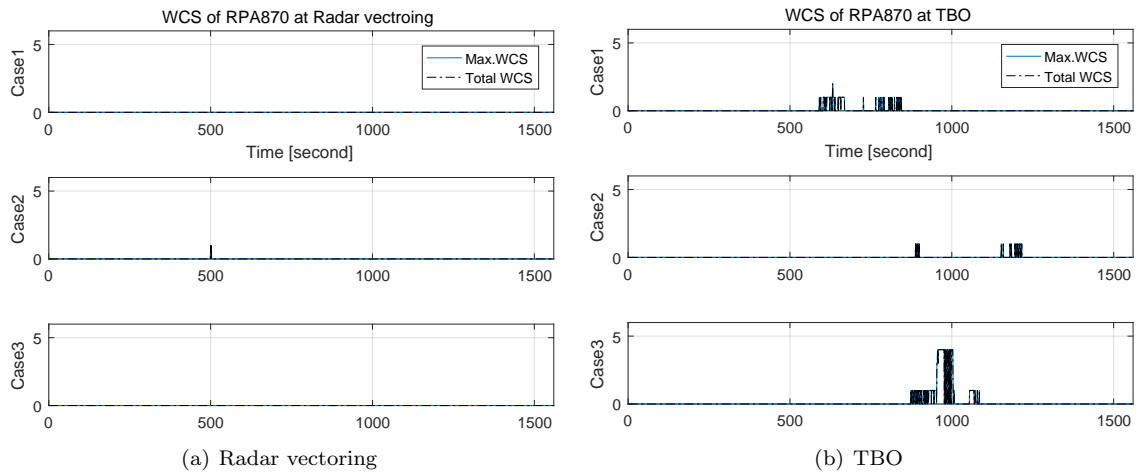 WCS of RPA870 at Radar vectroing
Case1
5
0
Max.WCS
Total WCS
0 500 1000 1500
Time [second]
Case2
5
0
0 500 1000 1500
Case3
5
0
0 500 1000 1500
(a) Radar vectoring
WCS of RPA870 at TBO
Case1
5
0
Max.WCS
Total WCS
0 500 1000 1500
Time [second]
Case2
5
0
0 500 1000 1500
Case3
5
0
0 500 1000 1500
(b) TBO